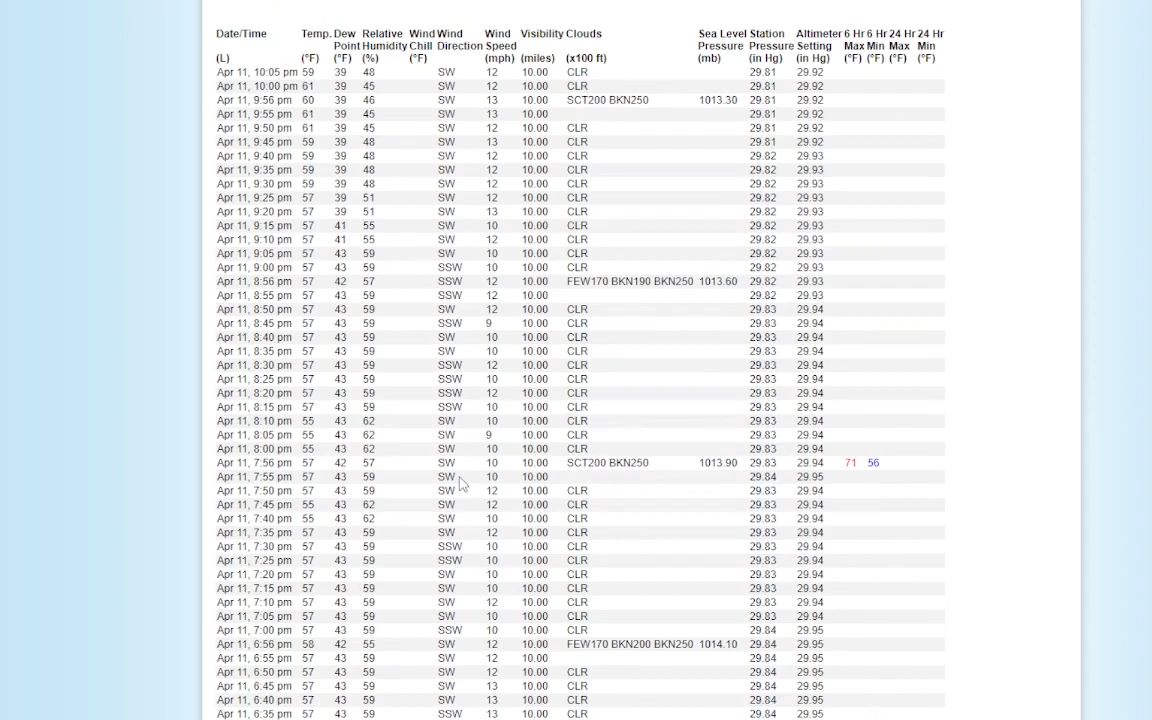 Date/Time Temp. Dew Relative Wind Wind Wind Visibility Clouds Sea Level Station Altimeter 6 Hr 6 Hr 24 Hr 24 Hr
Point Humidity Chill Direction Speed Pressure Pressure Setting Max Min Max Min
(L) (°F) (°F) (%) (°F) (mph) (miles) (x100 ft) (mb) (in Hg) (in Hg) (°F) (°F) (°F) (°F)
Apr 11, 10:05 pm 59 39 48 SW 12 10.00 CLR 29.81 29.92
Apr 11, 10:00 pm 61 39 45 SW 12 10.00 CLR 29.81 29.92
Apr 11, 9:56 pm 60 39 46 SW 13 10.00 SCT200 BKN250 1013.30 29.81 29.92
Apr 11, 9:55 pm 61 39 45 SW 13 10.00 29.81 29.92
Apr 11, 9:50 pm 61 39 45 SW 12 10.00 CLR 29.81 29.92
Apr 11, 9:45 pm 59 39 48 SW 13 10.00 CLR 29.81 29.92
Apr 11, 9:40 pm 59 39 48 SW 12 10.00 CLR 29.82 29.93
Apr 11, 9:35 pm 59 39 48 SW 12 10.00 CLR 29.82 29.93
Apr 11, 9:30 pm 59 39 48 SW 12 10.00 CLR 29.82 29.93
Apr 11, 9:25 pm 57 39 51 SW 12 10.00 CLR 29.82 29.93
Apr 11, 9:20 pm 57 39 51 SW 13 10.00 CLR 29.82 29.93
Apr 11, 9:15 pm 57 41 55 SW 10 10.00 CLR 29.82 29.93
Apr 11, 9:10 pm 57 41 55 SW 12 10.00 CLR 29.82 29.93
Apr 11, 9:05 pm 57 43 59 SW 10 10.00 CLR 29.82 29.93
Apr 11, 9:00 pm 57 43 59 SSW 10 10.00 CLR 29.82 29.93
Apr 11, 8:56 pm 57 42 57 SSW 12 10.00 FEW170 BKN190 BKN250 1013.60 29.82 29.93
Apr 11, 8:55 pm 57 43 59 SSW 12 10.00 29.82 29.93
Apr 11, 8:50 pm 57 43 59 SW 12 10.00 CLR 29.83 29.94
Apr 11, 8:45 pm 57 43 59 SSW 9 10.00 CLR 29.83 29.94
Apr 11, 8:40 pm 57 43 59 SW 10 10.00 CLR 29.83 29.94
Apr 11, 8:35 pm 57 43 59 SW 10 10.00 CLR 29.83 29.94
Apr 11, 8:30 pm 57 43 59 SSW 12 10.00 CLR 29.83 29.94
Apr 11, 8:25 pm 57 43 59 SSW 10 10.00 CLR 29.83 29.94
Apr 11, 8:20 pm 57 43 59 SSW 12 10.00 CLR 29.83 29.94
Apr 11, 8:15 pm 57 43 59 SSW 10 10.00 CLR 29.83 29.94
Apr 11, 8:10 pm 55 43 62 SW 10 10.00 CLR 29.83 29.94
Apr 11, 8:05 pm 55 43 62 SW 9 10.00 CLR 29.83 29.94
Apr 11, 8:00 pm 55 43 62 SW 10 10.00 CLR 29.83 29.94
Apr 11, 7:56 pm 57 42 57 SW 10 10.00 SCT200 BKN250 1013.90 29.83 29.94 71 56
Apr 11, 7:55 pm 57 43 59 SW 10 10.00 29.84 29.95
Apr 11, 7:50 pm 57 43 59 SW 12 10.00 CLR 29.83 29.94
Apr 11, 7:45 pm 55 43 62 SW 12 10.00 CLR 29.83 29.94
Apr 11, 7:40 pm 55 43 62 SW 10 10.00 CLR 29.83 29.94
Apr 11, 7:35 pm 57 43 59 SW 12 10.00 CLR 29.83 29.94
Apr 11, 7:30 pm 57 43 59 SSW 10 10.00 CLR 29.83 29.94
Apr 11, 7:25 pm 57 43 59 SSW 10 10.00 CLR 29.83 29.94
Apr 11, 7:20 pm 57 43 59 SW 10 10.00 CLR 29.83 29.94
Apr 11, 7:15 pm 57 43 59 SW 10 10.00 CLR 29.83 29.94
Apr 11, 7:10 pm 57 43 59 SW 12 10.00 CLR 29.83 29.94
Apr 11, 7:05 pm 57 43 59 SW 10 10.00 CLR 29.83 29.94
Apr 11, 7:00 pm 57 43 59 SSW 10 10.00 CLR 29.84 29.95
Apr 11, 6:56 pm 58 42 55 SW 12 10.00 FEW170 BKN200 BKN250 1014.10 29.84 29.95
Apr 11, 6:55 pm 57 43 59 SW 12 10.00 29.84 29.95
Apr 11, 6:50 pm 57 43 59 SW 12 10.00 CLR 29.84 29.95
Apr 11, 6:45 pm 57 43 59 SW 13 10.00 CLR 29.84 29.95
Apr 11, 6:40 pm 57 43 59 SW 13 10.00 CLR 29.84 29.95
Apr 11, 6:35 pm 57 43 59 SSW 13 10.00 CLR 29.84 29.95